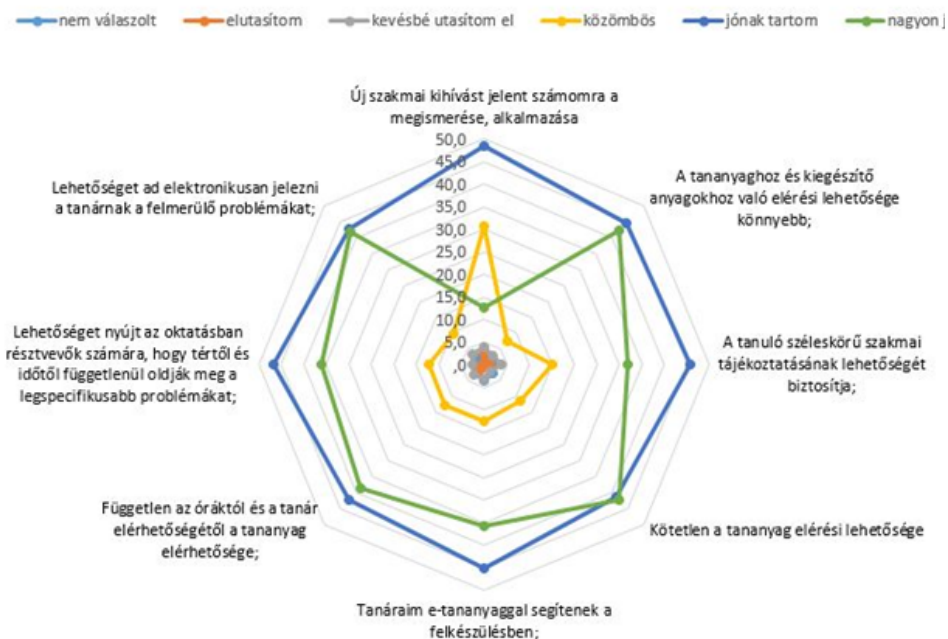 nem válaszolt elutasítom kevésbé utasítom el közömbös jónak tartom nagyon j
Új szakmai kihívást jelent számomra a
megismerése, alkalmazása
50,0
45,0
40,0
35,0
30,0
25,0
20,0
15,0
10,0
5,0
,0
A tananyaghoz és kiegészítő
anyagokhoz való elérési lehetősége
könnyebb;
A tanuló széleskörű szakmai
tájékoztatásának lehetőségét
biztosítja;
Kötetlen a tananyag elérési lehetősége
Tanáraim e-tananyaggal segítenek a
felkészülésben;
Független az óráktól és a tanár
elérhetőségétől a tananyag
elérhetősége;
Lehetőséget nyújt az oktatásban
résztvevők számára, hogy tértől és
időtől függetlenül oldják meg a
legspecifikusabb problémákat;
Lehetőséget ad elektronikusan jelezni
a tanárnak a felmerülő problémákat;